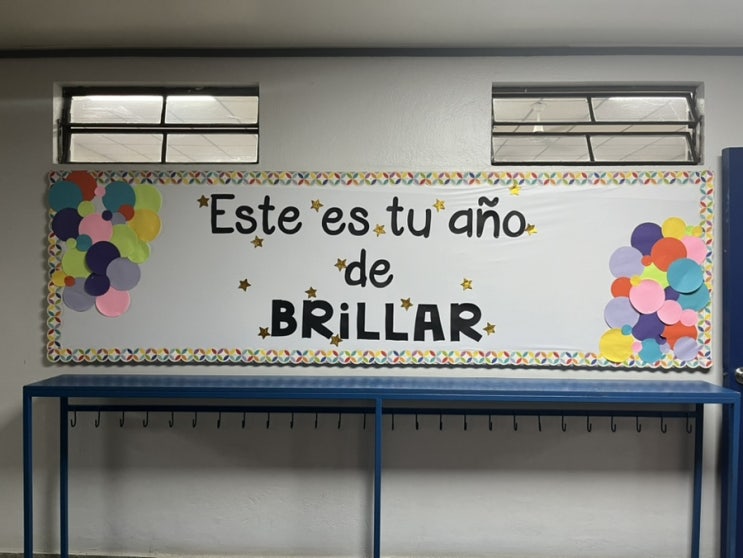 Este es tu año
de
BRiLLAR